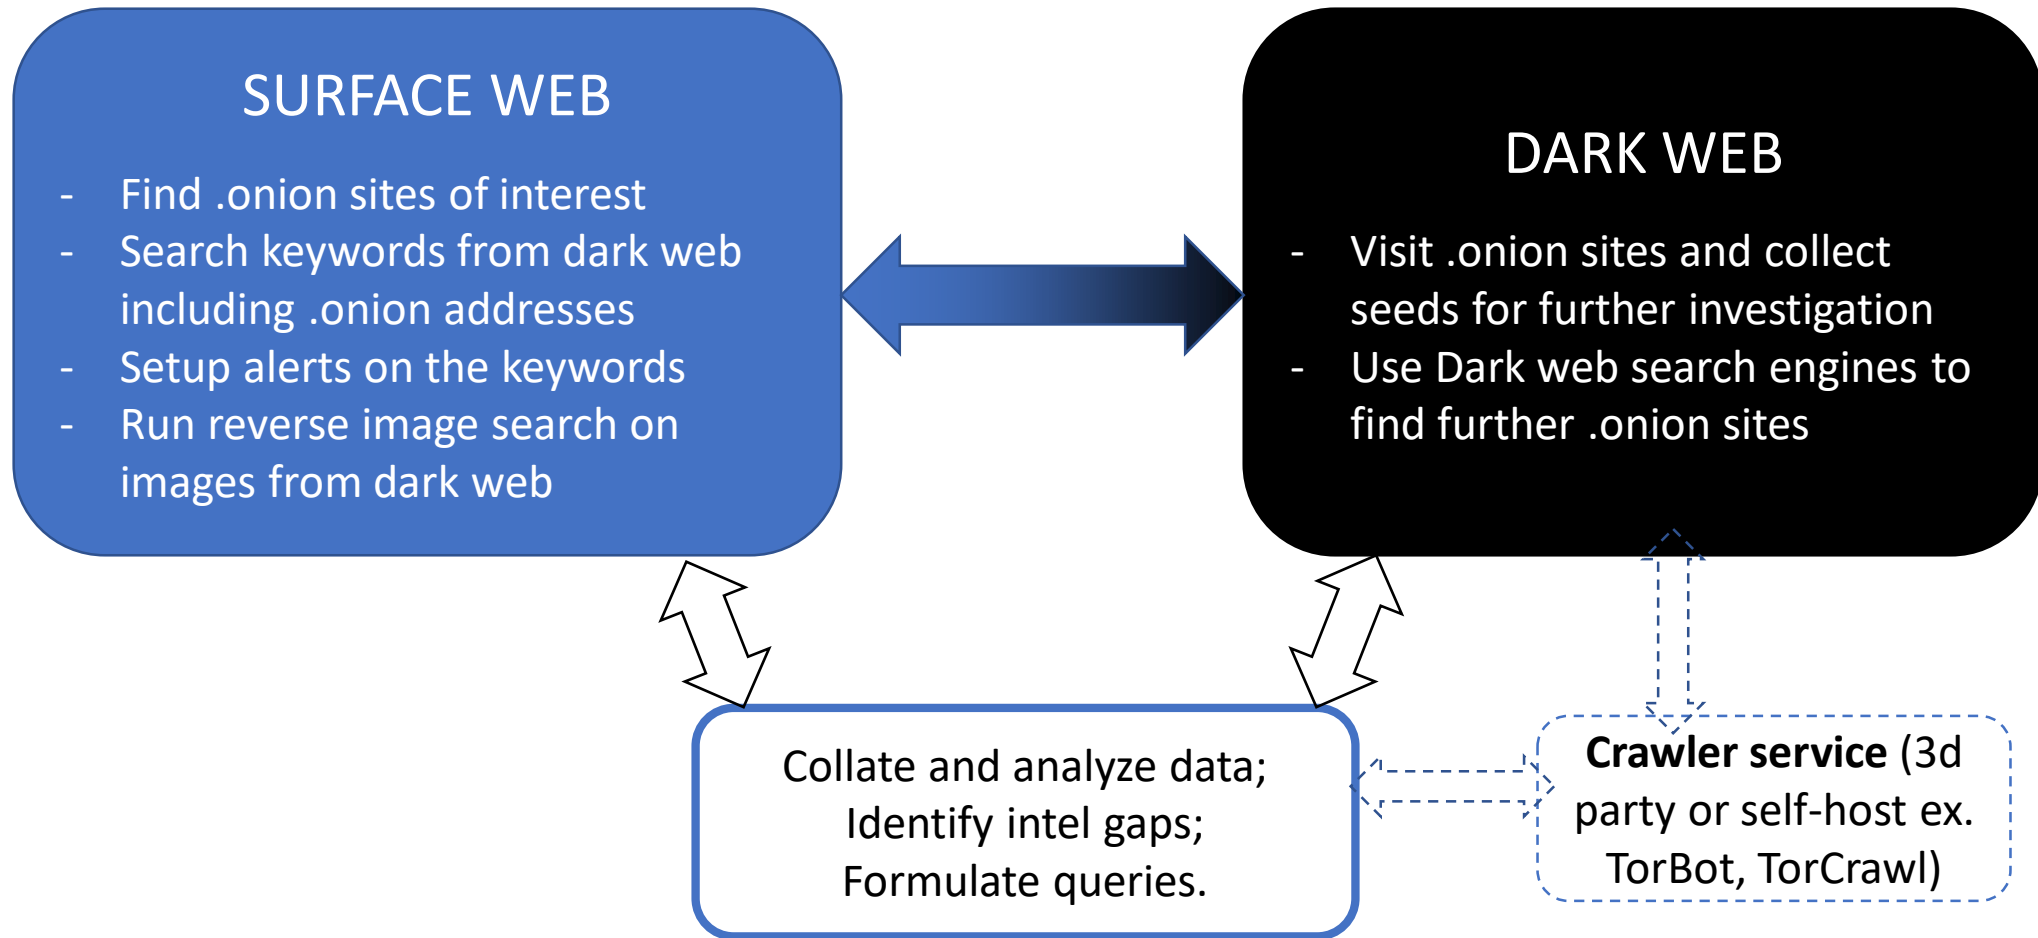 SURFACE WEB
- Find .onion sites of interest
- Search keywords from dark web
including .onion addresses
- Setup alerts on the keywords
- Run reverse image search on
images from dark web
DARK WEB
- Visit .onion sites and collect
seeds for further investigation
- Use Dark web search engines to
find further .onion sites
Collate and analyze data;
Identify intel gaps;
Formulate queries.
Crawler service (3d
party or self-host ex.
TorBot, TorCrawl)